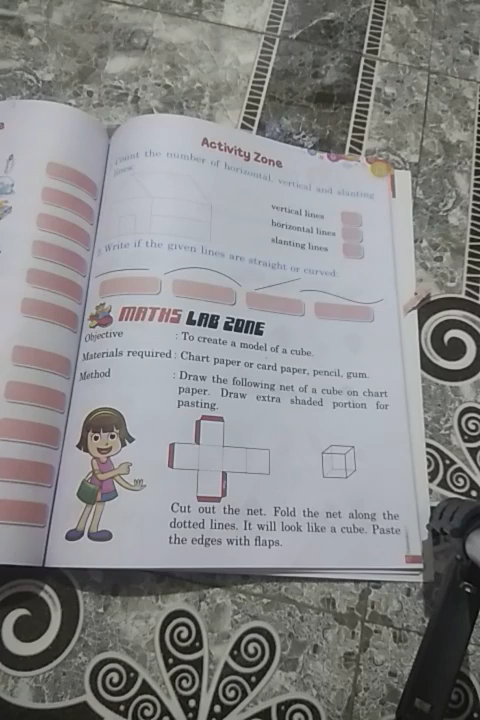 Activity Zone
Count the number of horizontal, vertical and slanting
lines.
vertical lines
horizontal lines
slanting lines
Write if the given lines are straight or curved:
MATHS LAB ZONE
Objective : To create a model of a cube.
Materials required : Chart paper or card paper, pencil, gum.
Method : Draw the following net of a cube on chart
paper. Draw extra shaded portion for
pasting.
Cut out the net. Fold the net along the
dotted lines. It will look like a cube. Paste
the edges with flaps.